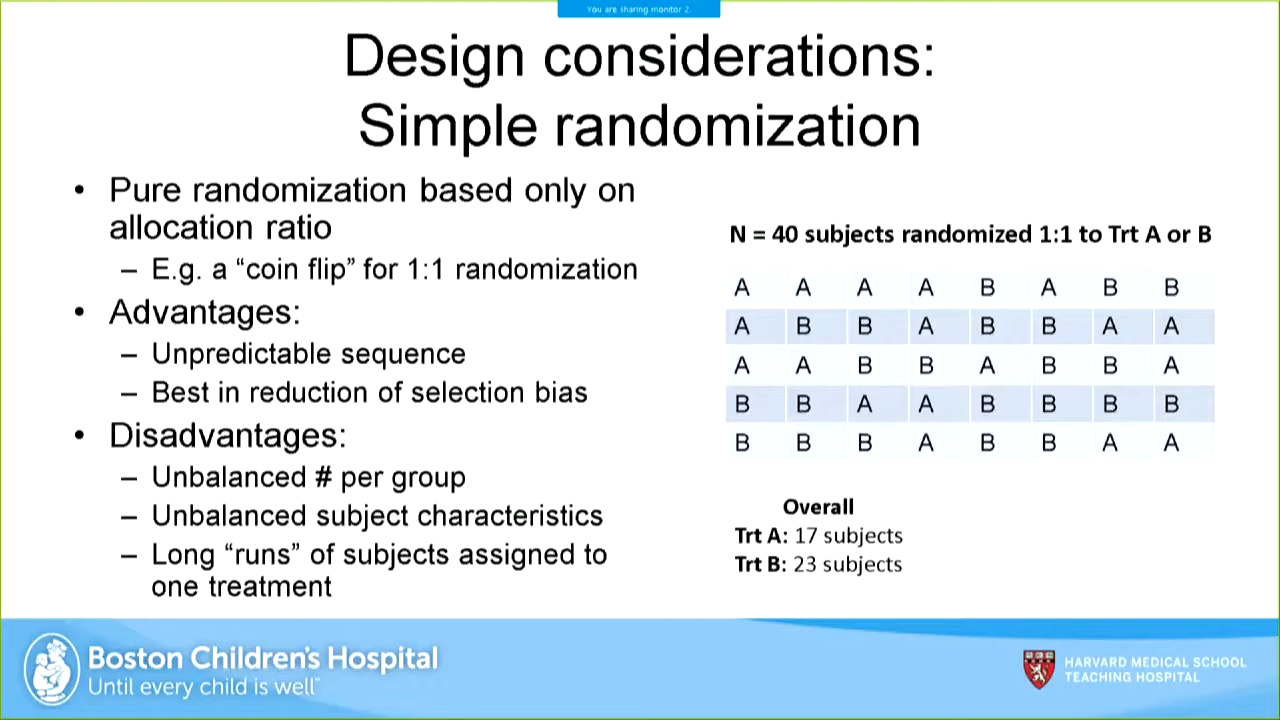 You are sharing monitor 2.
Design considerations:
Simple randomization
• Pure randomization based only on
allocation ratio
– E.g. a “coin flip” for 1:1 randomization
• Advantages:
– Unpredictable sequence
– Best in reduction of selection bias
• Disadvantages:
– Unbalanced # per group
– Unbalanced subject characteristics
– Long “runs” of subjects assigned to
one treatment
N = 40 subjects randomized 1:1 to Trt A or B
A A A A B A B B
A B B A B B A A
A A B B A B B A
B B A A B B B B
B B B A B B A A
Overall
Trt A: 17 subjects
Trt B: 23 subjects
Boston Children's Hospital
Until every child is well™
HARVARD MEDICAL SCHOOL
TEACHING HOSPITAL